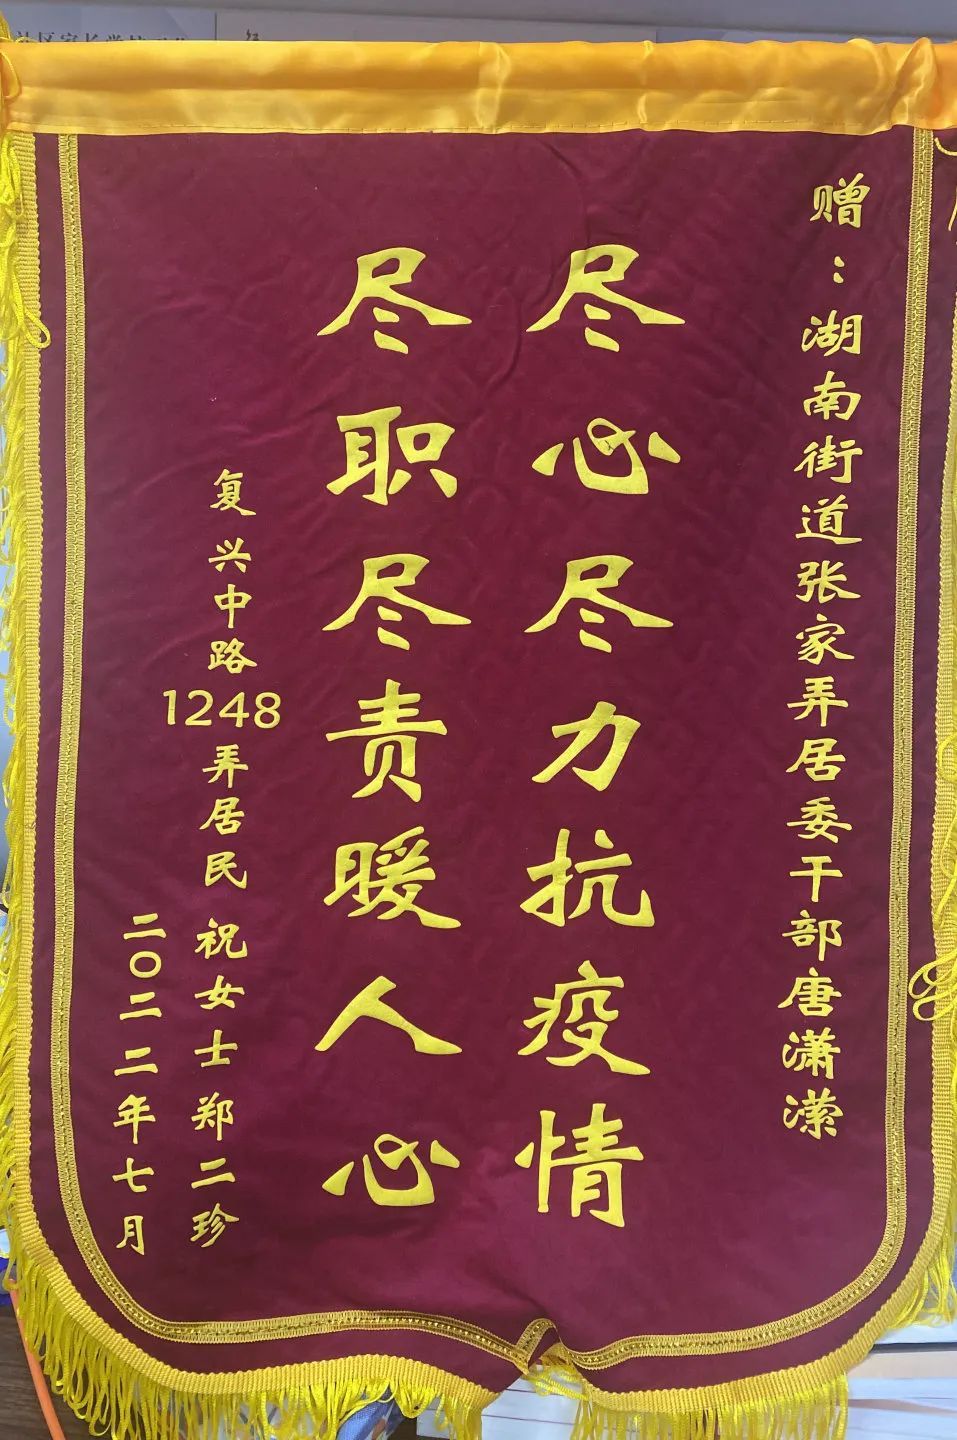 赠：湖南街道张家弄居委干部唐潇潆
尽心尽力抗疫情
尽职尽责暖人心
复兴中路1248弄居民祝女士郑二珍
二〇二二年七月